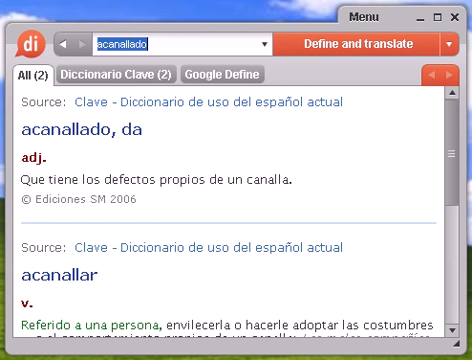 Menu
di
acanallado
Define and translate
All (2)
Diccionario Clave (2)
Google Define
Source: Clave - Diccionario de uso del español actual
acanallado, da
adj.
Que tiene los defectos propios de un canalla.
© Ediciones SM 2006
Source: Clave - Diccionario de uso del español actual
acanallar
v.
Referido a una persona, envilecerla o hacerle adoptar las costumbres